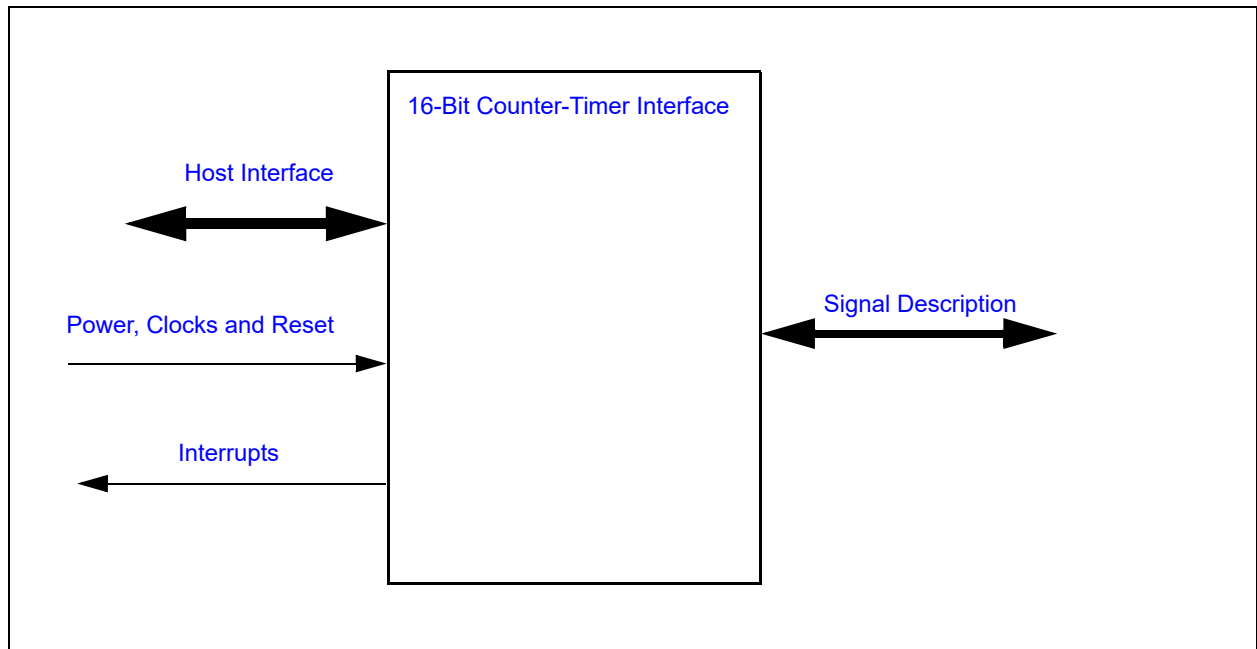 16-Bit Counter-Timer Interface
Host Interface
Signal Description
Power, Clocks and Reset
Interrupts